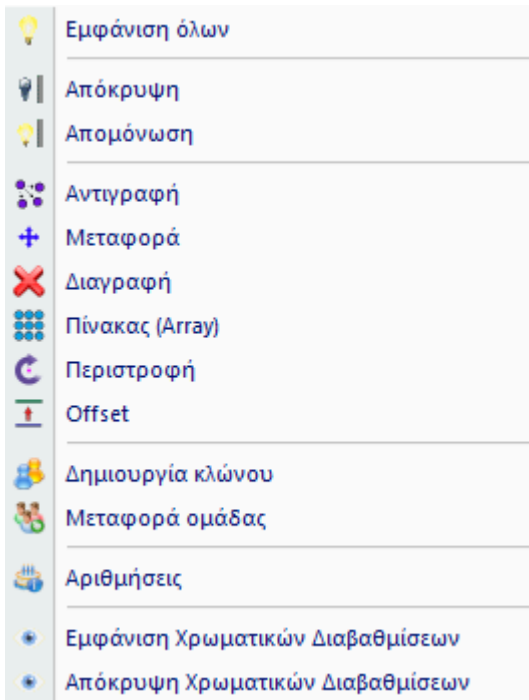 Εμφάνιση όλων
Απόκρυψη
Απομόνωση
Αντιγραφή
Μεταφορά
Διαγραφή
Πίνακας (Array)
Περιστροφή
Offset
Δημιουργία κλώνου
Μεταφορά ομάδας
Αριθμήσεις
Εμφάνιση Χρωματικών Διαβαθμίσεων
Απόκρυψη Χρωματικών Διαβαθμίσεων